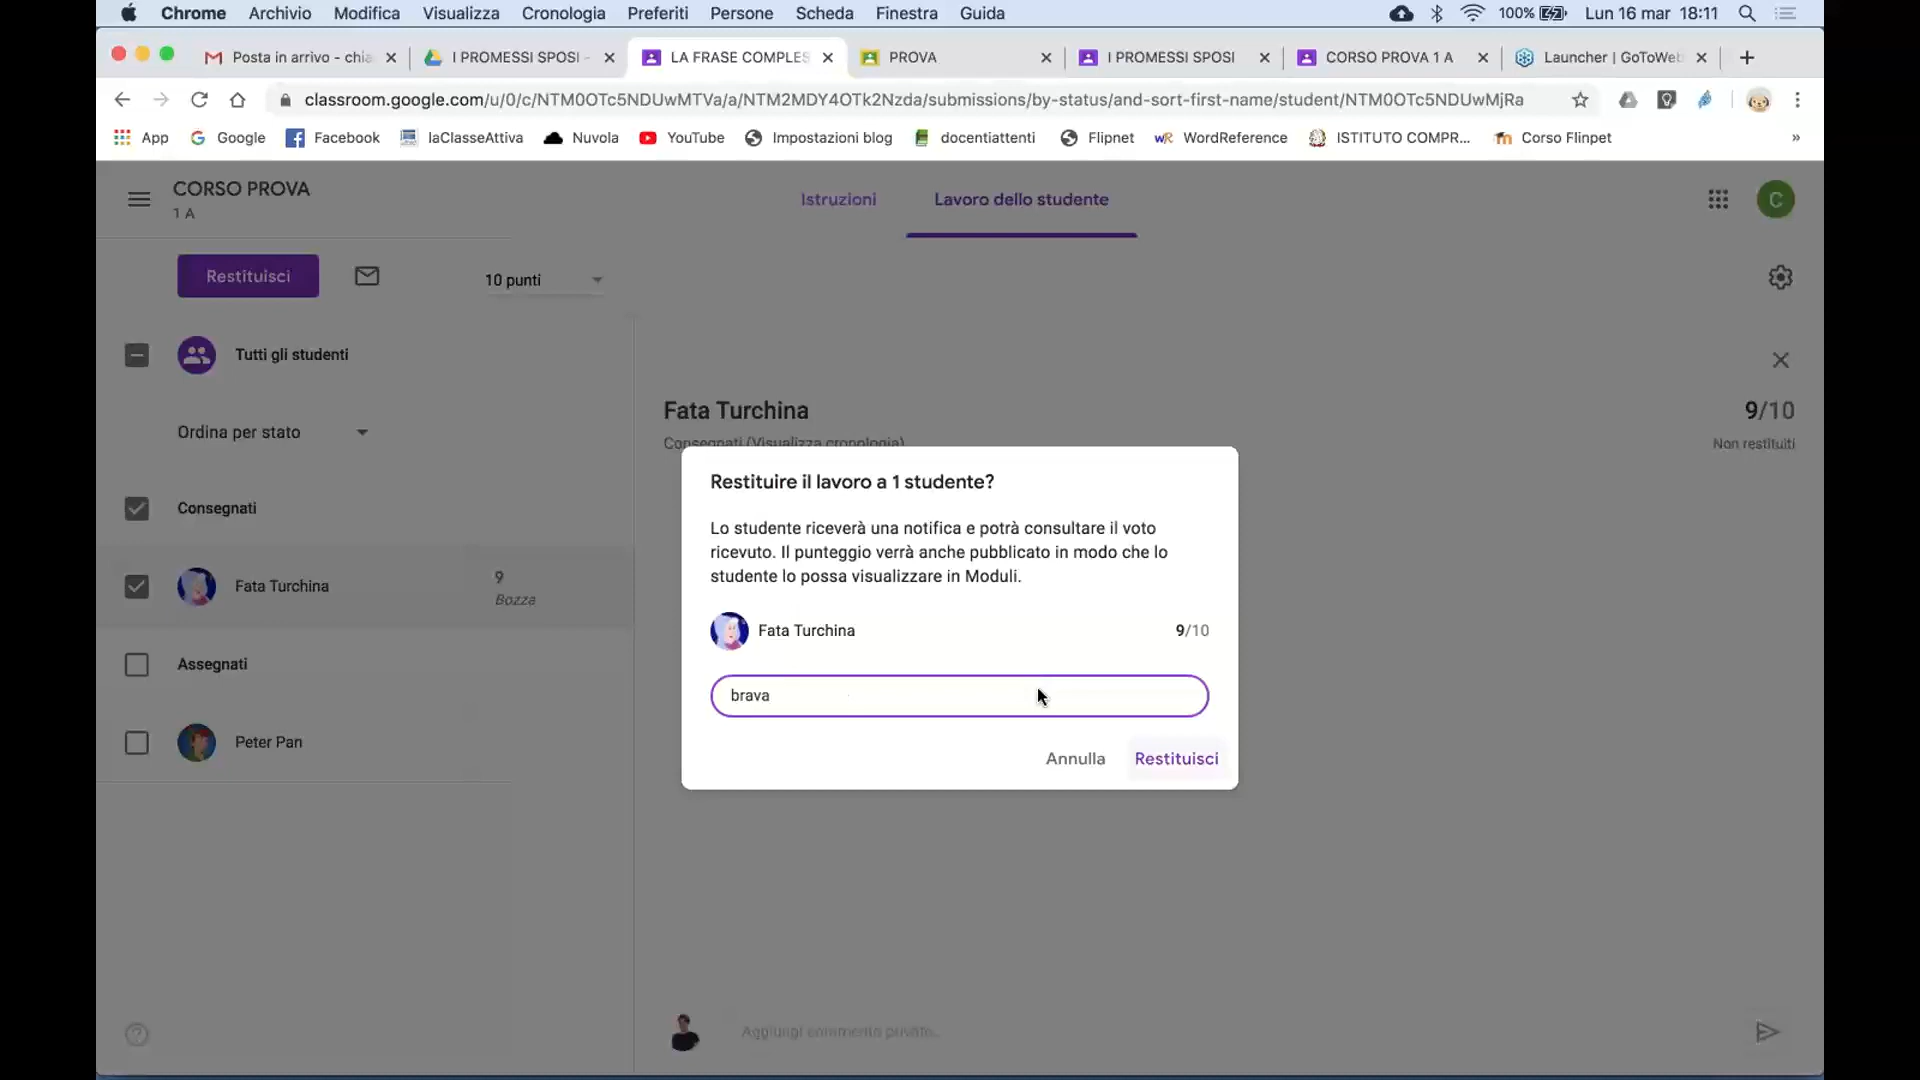 Chrome Archivio Modifica Visualizza Cronologia Preferiti Persone Scheda Finestra Guida 100% Lun 16 mar 18:11
Posta in arrivo - chia I PROMESSI SPOSI - LA FRASE COMPLES PROVA I PROMESSI SPOSI CORSO PROVA 1 A Launcher | GoToWeb
classroom.google.com/u/0/c/NTM0OTc5NDUwMTVa/a/NTM2MDY4OTk2Nzda/submissions/by-status/and-sort-first-name/student/NTM0OTc5NDUwMjRa
App Google Facebook laClasseAttiva Nuvola YouTube Impostazioni blog docentiattenti Flipnet WordReference ISTITUTO COMPR... Corso Flinpet »
CORSO PROVA
1 A
Istruzioni Lavoro dello studente
C
Restituisci 10 punti
Tutti gli studenti
Ordina per stato
Consegnati
Fata Turchina 9
Bozza
Assegnati
Peter Pan
Fata Turchina 9/10
Consegnati (Visualizza cronologia) Non restituiti
Restituire il lavoro a 1 studente?
Lo studente riceverà una notifica e potrà consultare il voto
ricevuto. Il punteggio verrà anche pubblicato in modo che lo
studente lo possa visualizzare in Moduli.
Fata Turchina 9/10
brava
Annulla Restituisci
Aggiungi commento privato...